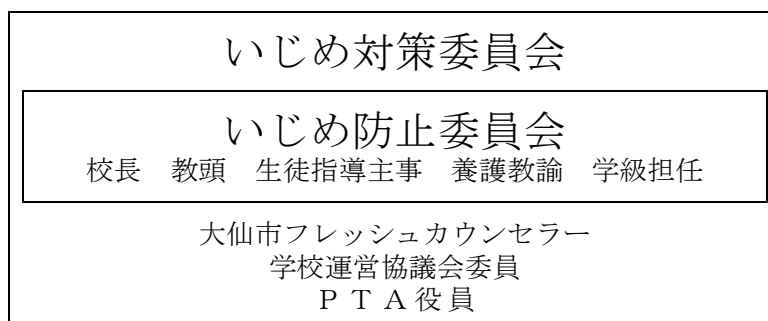 いじめ対策委員会
いじめ防止委員会
校長　教頭　生徒指導主事　養護教諭　学級担任
大仙市フレッシュカウンセラー
学校運営協議会委員
ＰＴＡ役員